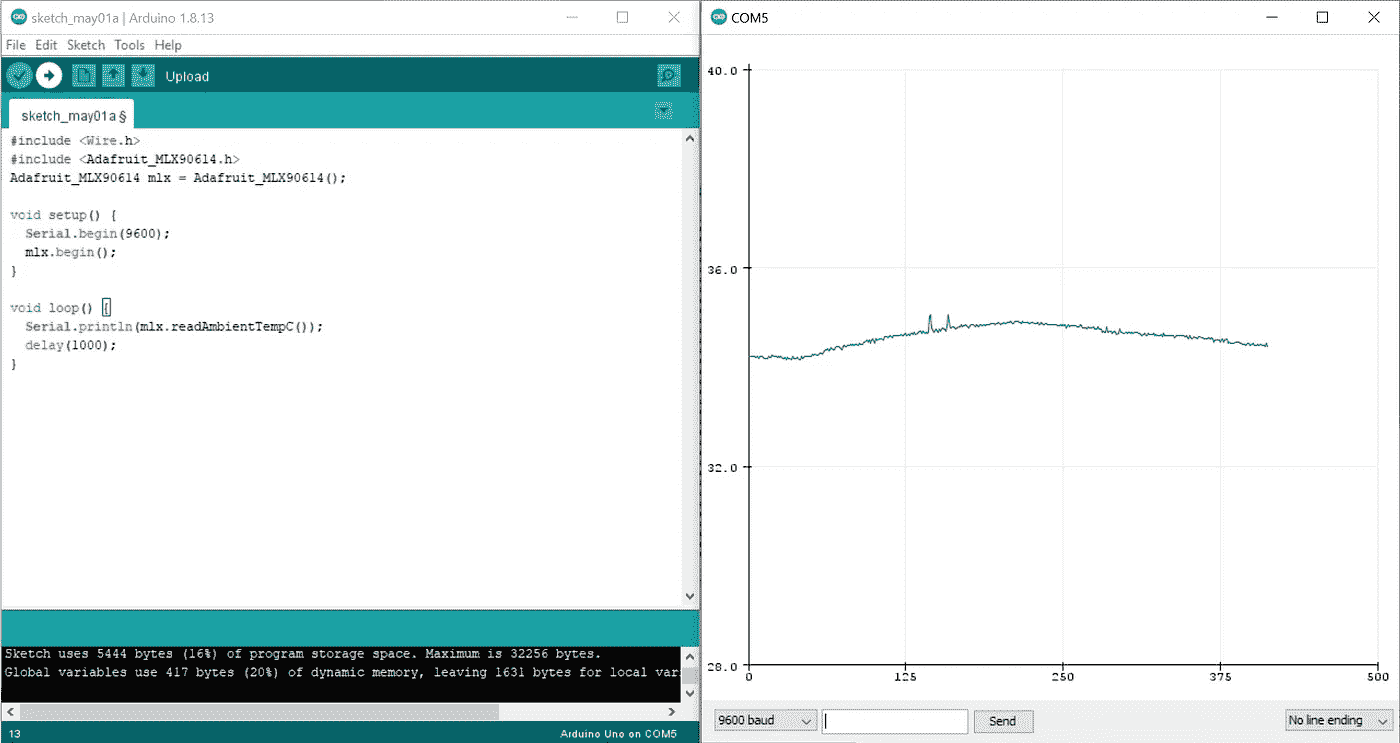 sketch_may01a | Arduino 1.8.13
File Edit Sketch Tools Help
Upload
sketch_may01a §
#include <Wire.h>
#include <Adafruit_MLX90614.h>
Adafruit_MLX90614 mlx = Adafruit_MLX90614();
void setup() {
  Serial.begin(9600);
  mlx.begin();
}
void loop() {
  Serial.println(mlx.readAmbientTempC());
  delay(1000);
}
Sketch uses 5444 bytes (16%) of program storage space. Maximum is 32256 bytes.
Global variables use 417 bytes (20%) of dynamic memory, leaving 1631 bytes for local var
13
Arduino Uno on COM5
COM5
40.0
36.0
32.0
28.0
0 125 250 375 500
9600 baud
Send
No line ending